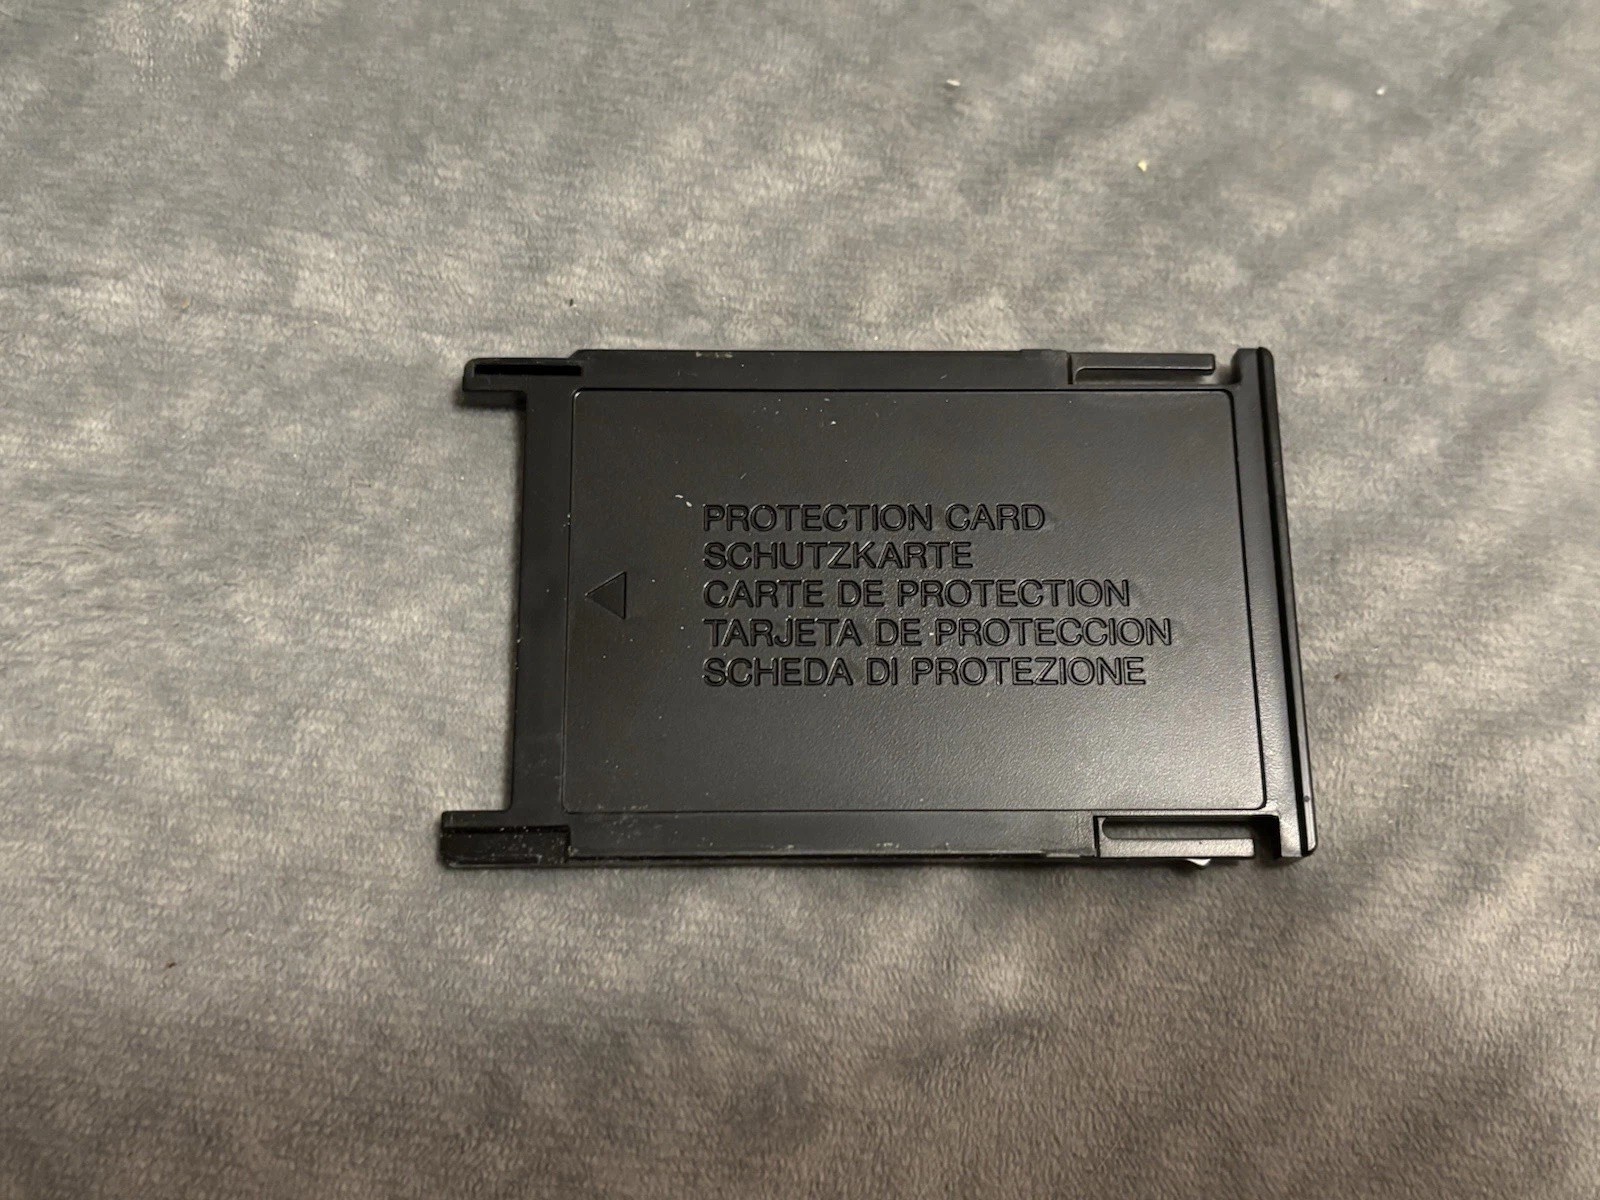 PROTECTION CARD
SCHUTZKARTE
CARTE DE PROTECTION
TARJETA DE PROTECCION
SCHEDA DI PROTEZIONE